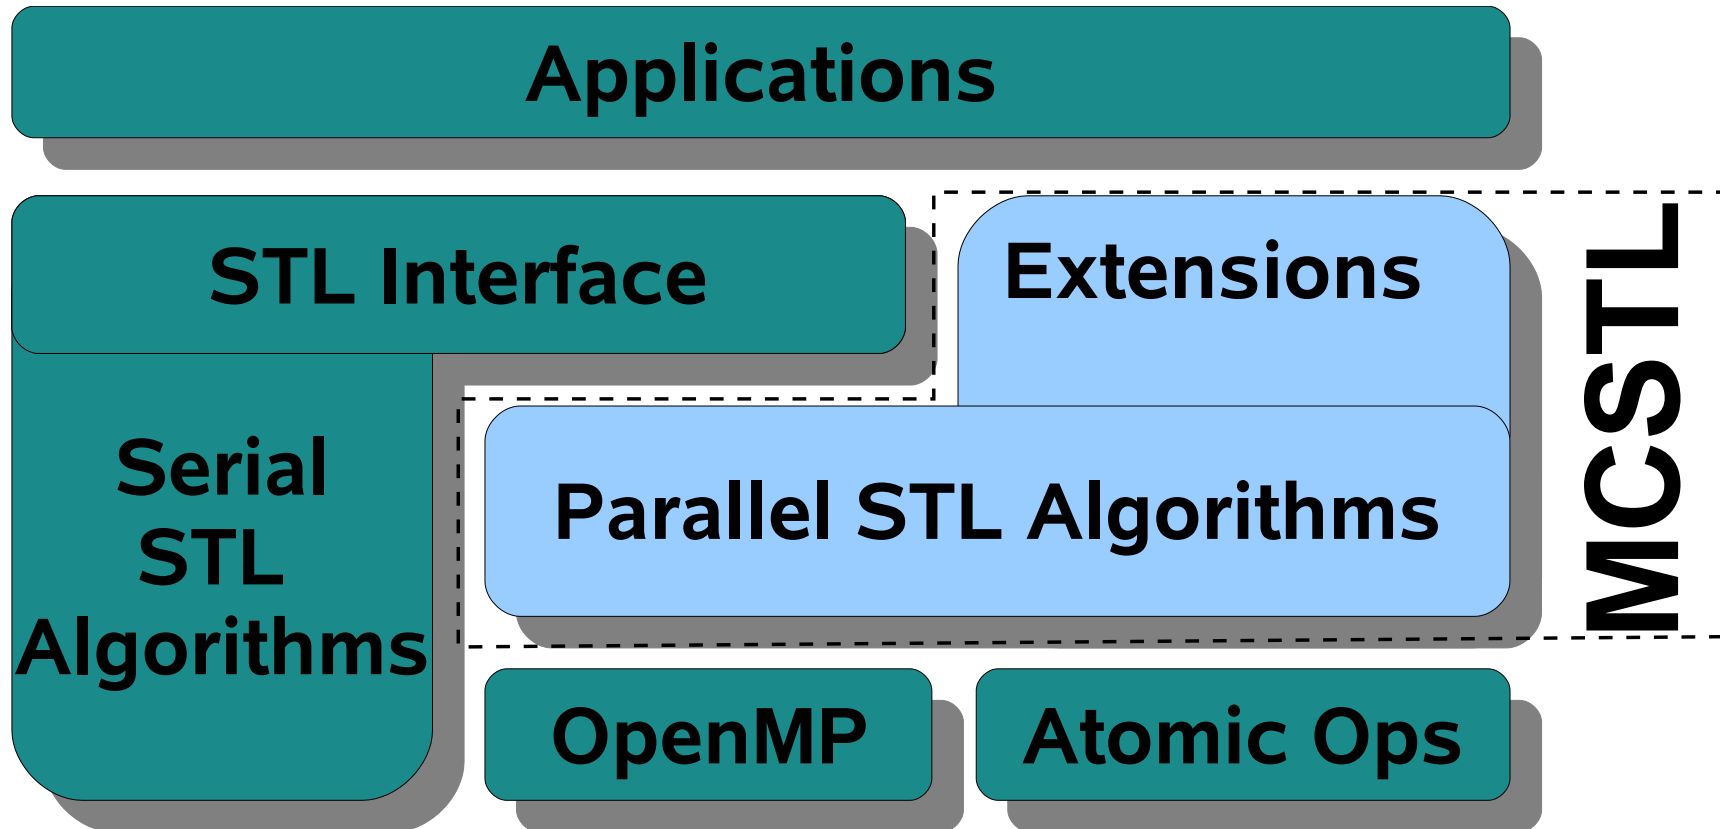 Applications
STL Interface
Extensions
MCSTL
Serial
STL
Algorithms
Parallel STL Algorithms
OpenMP
Atomic Ops